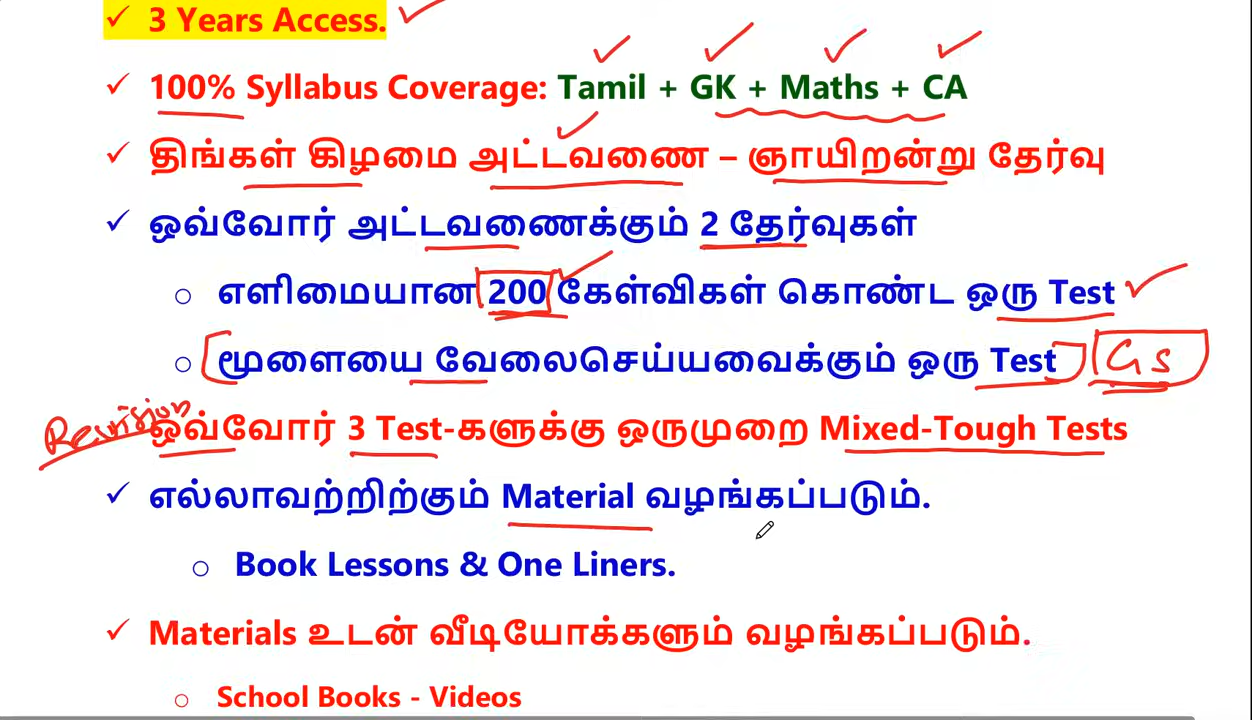 ✓ 3 Years Access.
✓ 100% Syllabus Coverage: Tamil + GK + Maths + CA
✓ திங்கள் கிழமை அட்டவணை – ஞாயிறன்று தேர்வு
✓ ஒவ்வோர் அட்டவணைக்கும் 2 தேர்வுகள்
○ எளிமையான 200 கேள்விகள் கொண்ட ஒரு Test
○ மூளையை வேலைசெய்யவைக்கும் ஒரு Test GS
Revision ஒவ்வோர் 3 Test-களுக்கு ஒருமுறை Mixed-Tough Tests
✓ எல்லாவற்றிற்கும் Material வழங்கப்படும்.
○ Book Lessons & One Liners.
✓ Materials உடன் வீடியோக்களும் வழங்கப்படும்.
○ School Books - Videos